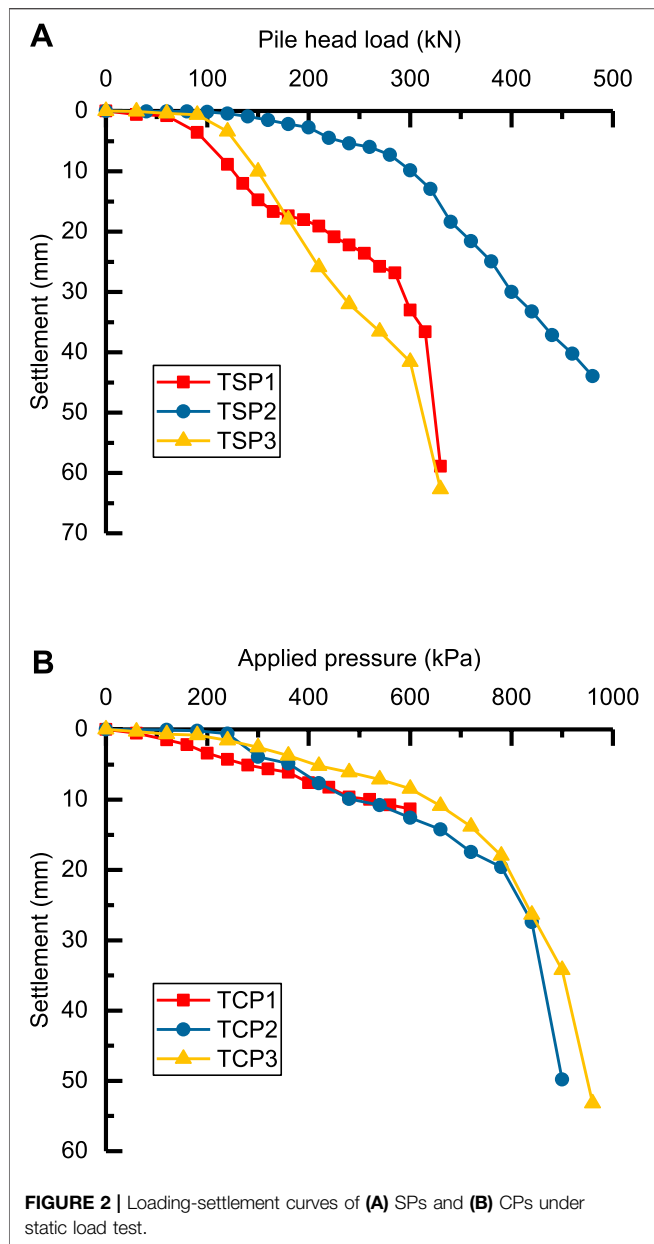 A
Pile head load (kN)
0 100 200 300 400 500
0
10
20
30
40
50
60
70
Settlement (mm)
TSP1
TSP2
TSP3
B
Applied pressure (kPa)
0 200 400 600 800 1000
0
10
20
30
40
50
60
Settlement (mm)
TCP1
TCP2
TCP3
FIGURE 2 | Loading-settlement curves of (A) SPs and (B) CPs under
static load test.